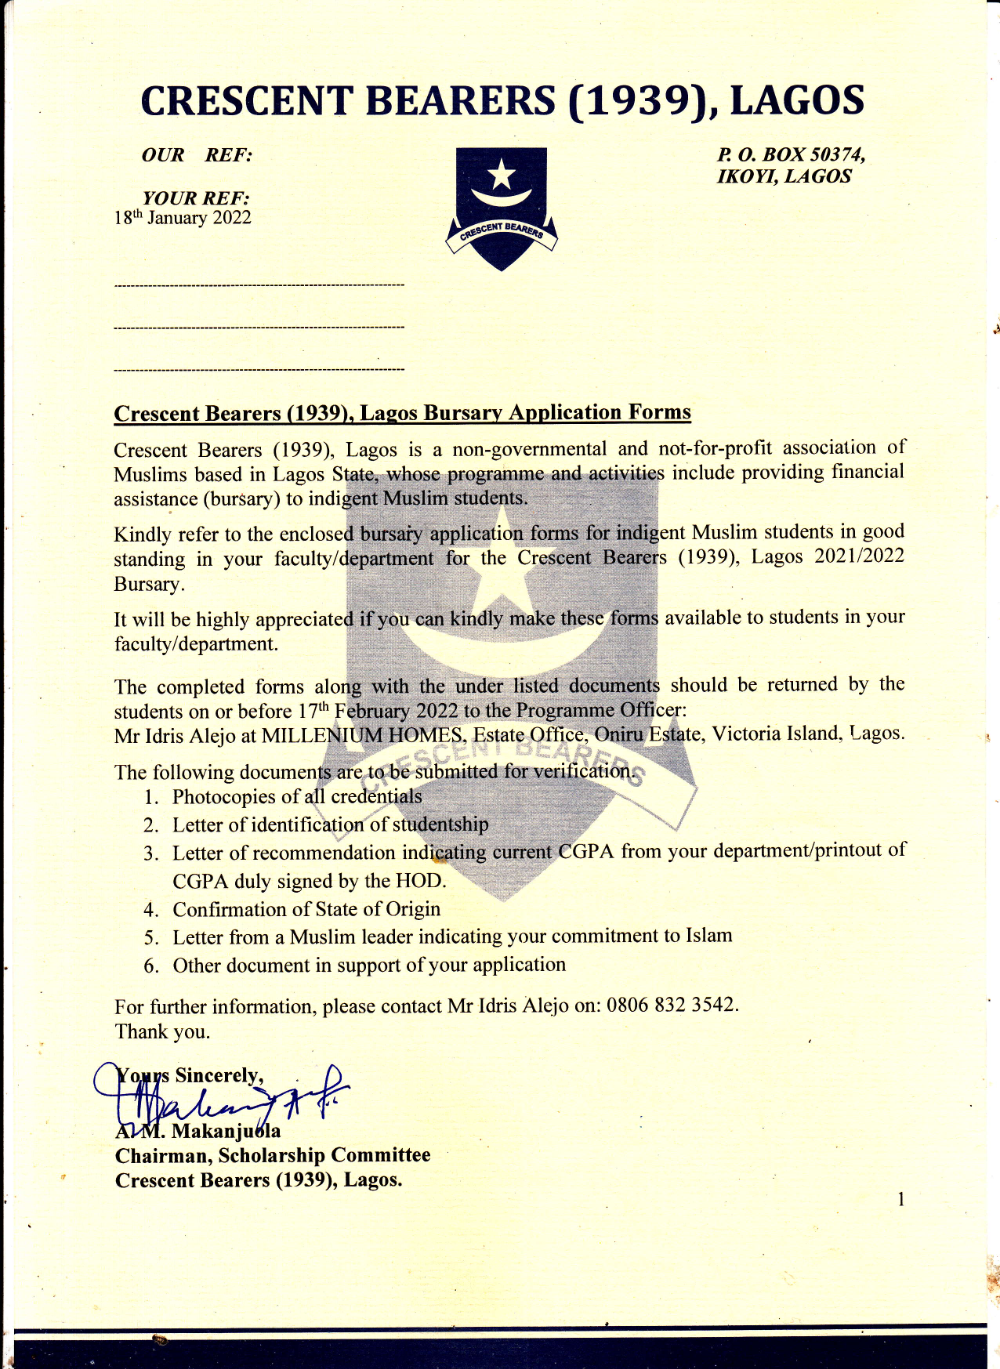 CRESCENT BEARERS (1939), LAGOS
OUR REF:
P. O. BOX 50374,
IKOYI, LAGOS
YOUR REF:
18th January 2022
CRESCENT BEARERS
Crescent Bearers (1939), Lagos Bursary Application Forms
Crescent Bearers (1939), Lagos is a non-governmental and not-for-profit association of
Muslims based in Lagos State, whose programme and activities include providing financial
assistance (bursary) to indigent Muslim students.
Kindly refer to the enclosed bursary application forms for indigent Muslim students in good
standing in your faculty/department for the Crescent Bearers (1939), Lagos 2021/2022
Bursary.
It will be highly appreciated if you can kindly make these forms available to students in your
faculty/department.
The completed forms along with the under listed documents should be returned by the
students on or before 17th February 2022 to the Programme Officer:
Mr Idris Alejo at MILLENIUM HOMES, Estate Office, Oniru Estate, Victoria Island, Lagos.
CRESCENT BEARERS
The following documents are to be submitted for verification.
1. Photocopies of all credentials
2. Letter of identification of studentship
3. Letter of recommendation indicating current CGPA from your department/printout of
CGPA duly signed by the HOD.
4. Confirmation of State of Origin
5. Letter from a Muslim leader indicating your commitment to Islam
6. Other document in support of your application
For further information, please contact Mr Idris Alejo on: 0806 832 3542.
Thank you.
Yours Sincerely,
A. M. Makanjuola
Chairman, Scholarship Committee
Crescent Bearers (1939), Lagos.
1